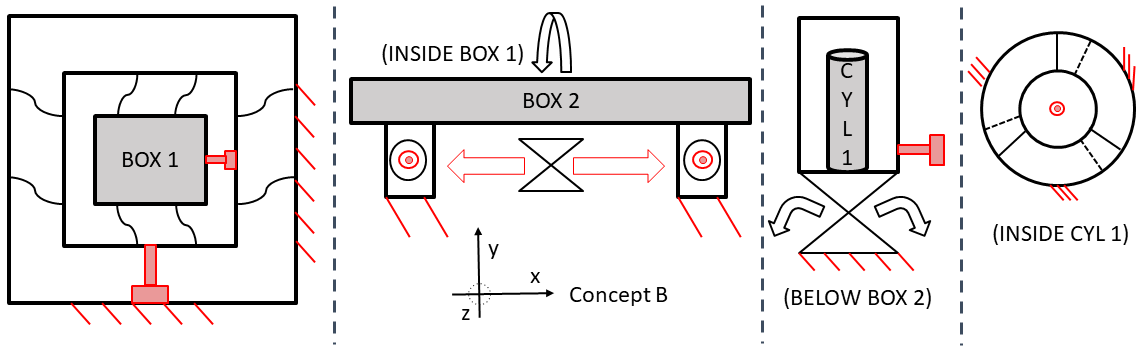 BOX 1
(INSIDE BOX 1)
BOX 2
y
x
z
Concept B
C
Y
L
1
(BELOW BOX 2)
(INSIDE CYL 1)